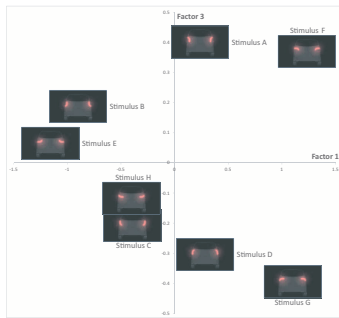 0.5
Factor 3
Stimulus F
Stimulus A
0.4
0.3
0.2
Stimulus B
0.1
Stimulus E
Factor 1
-1.5
-1
-0.5
0
0.5
1
1.5
Stimulus H
-0.1
-0.2
Stimulus C
Stimulus D
-0.3
-0.4
Stimulus G
-0.5